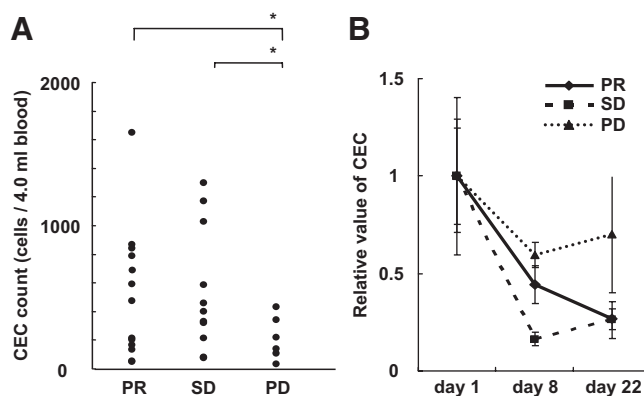 A
*
*
CEC count (cells / 4.0 ml blood)
2000
1000
0
PR SD PD
B
Relative value of CEC
1.5
1
0.5
0
PR
SD
PD
day 1 day 8 day 22